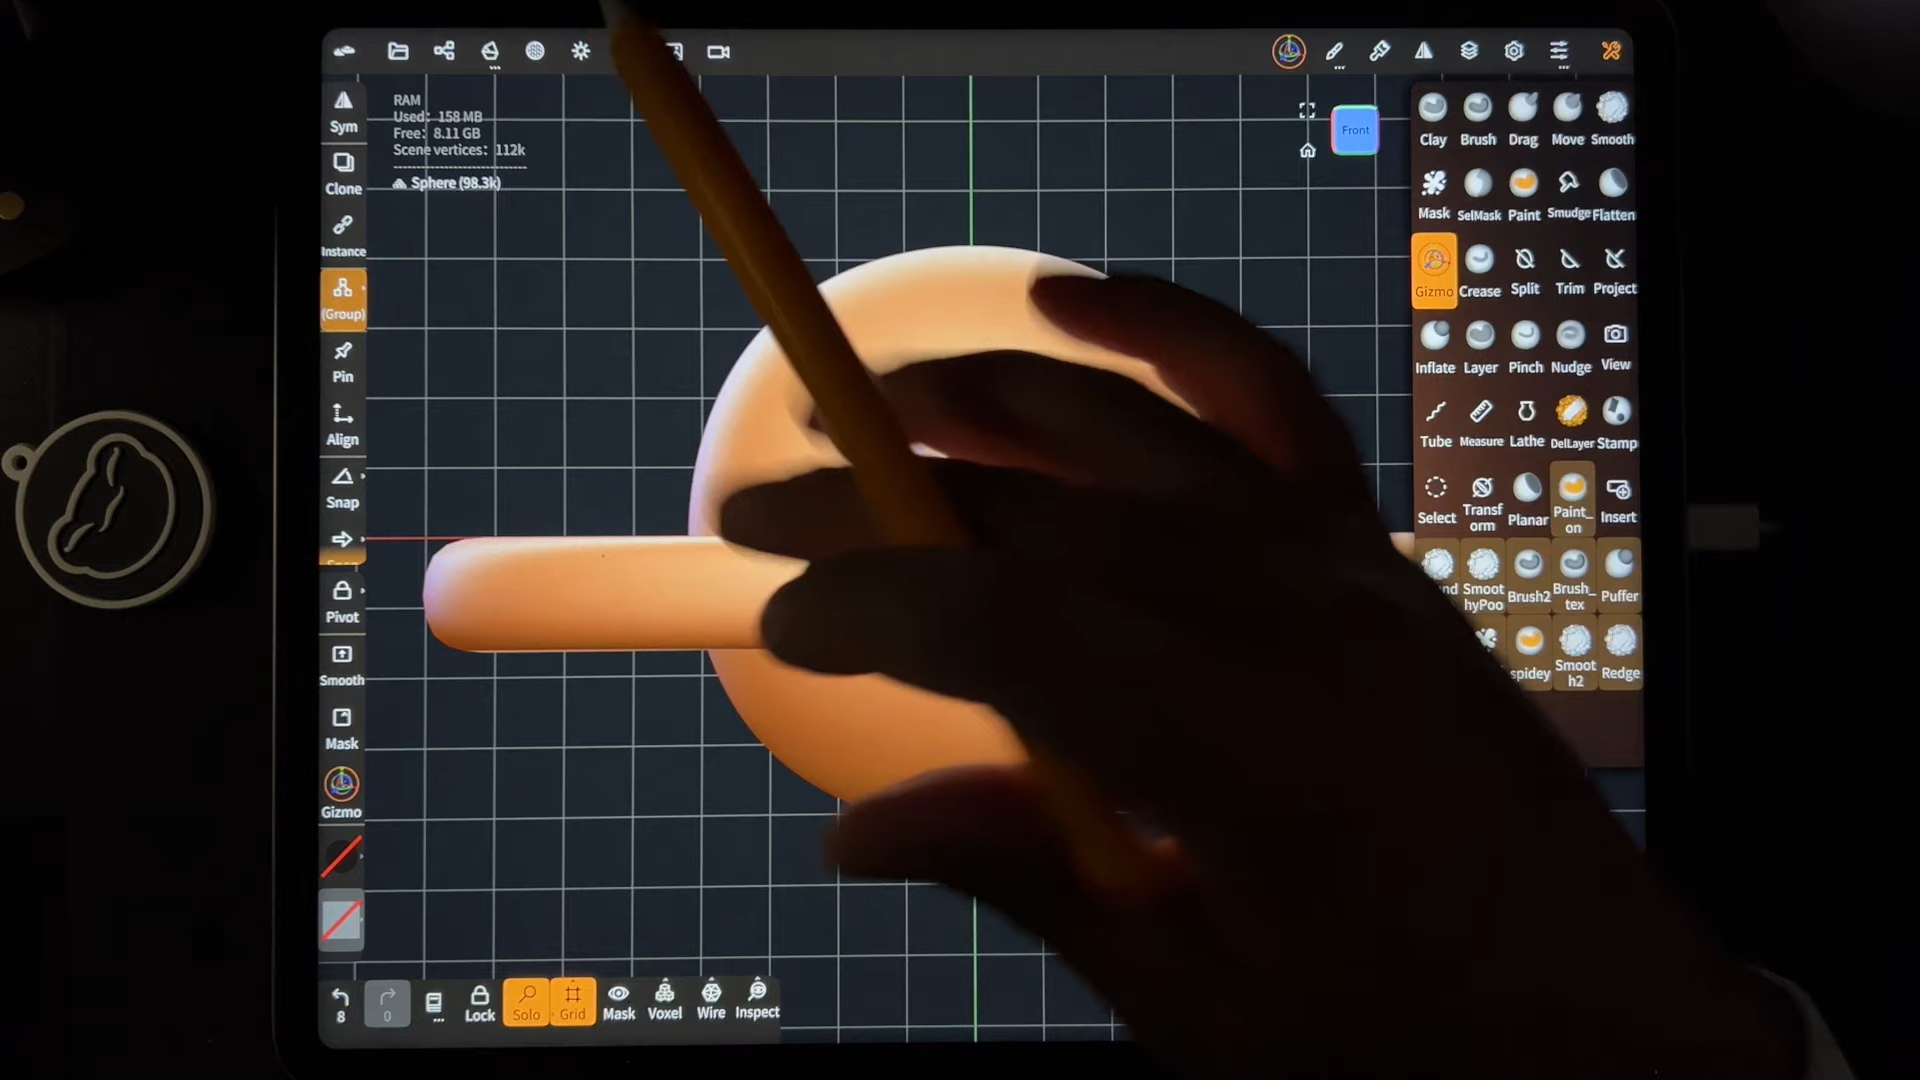 RAM
Used: 158 MB
Free: 8.11 GB
Scene vertices: 112k
Sphere (98.3k)
Front
Sym
Clone
Instance
(Group)
Pin
Align
Snap
Pivot
Smooth
Mask
Gizmo
Clay Brush Drag Move Smooth
Mask SelMask Paint Smudge Flatten
Gizmo Crease Split Trim Project
Inflate Layer Pinch Nudge View
Tube Measure Lathe DelLayer Stamp
Select Transf
orm Planar Paint_
on Insert
Smoot
hyPoo Brush2 Brush_
tex Puffer
spidey Smoot
h2 Redge
8 0 Lock Solo Grid Mask Voxel Wire Inspect